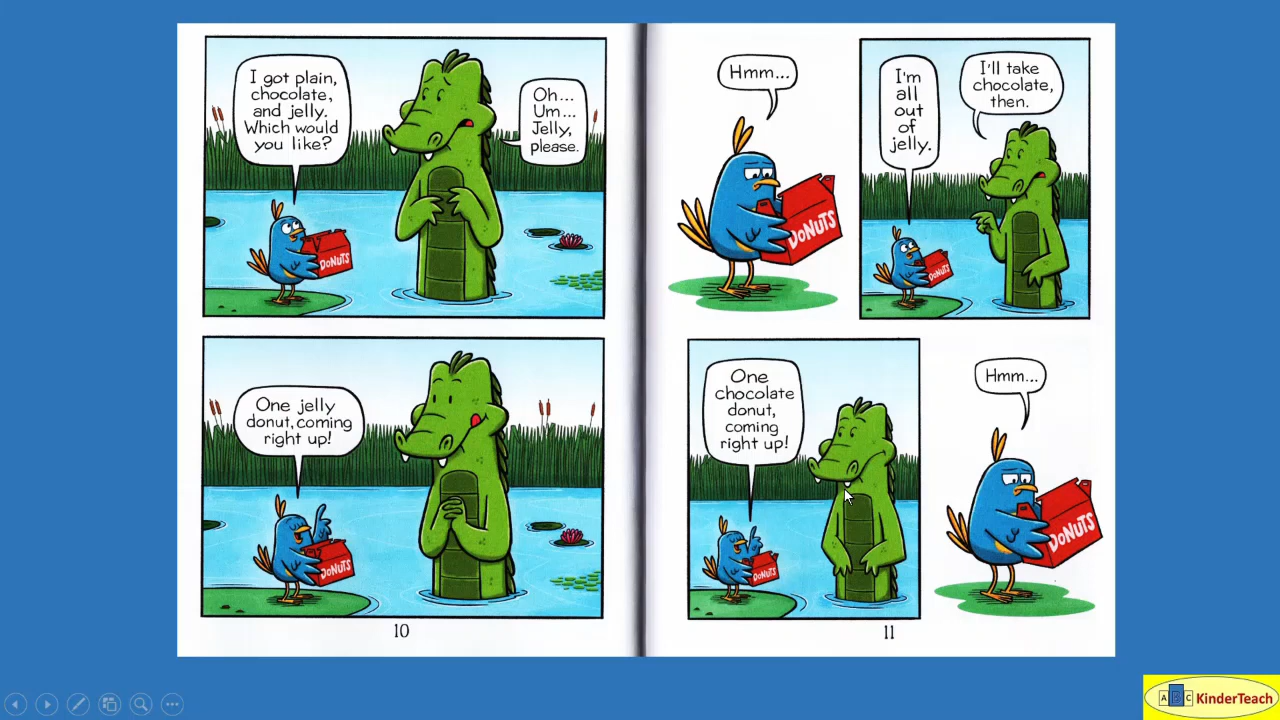 I got plain,
chocolate,
and jelly.
Which would
you like?
Oh...
Um...
Jelly,
please.
DONUTS
One jelly
donut, coming
right up!
DONUTS
10
Hmm...
DONUTS
I'm
all
out
of
jelly.
I'll take
chocolate,
then.
DONUTS
One
chocolate
donut,
coming
right up!
DONUTS
Hmm...
DONUTS
11
ABC KinderTeach